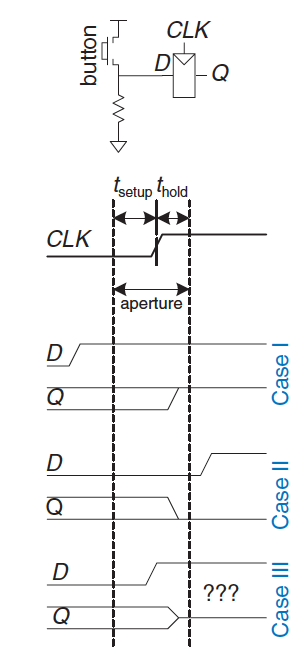 button
CLK
D
Q
tsetup thold
CLK
aperture
D
Q
Case I
D
Q
Case II
D
???
Q
Case III